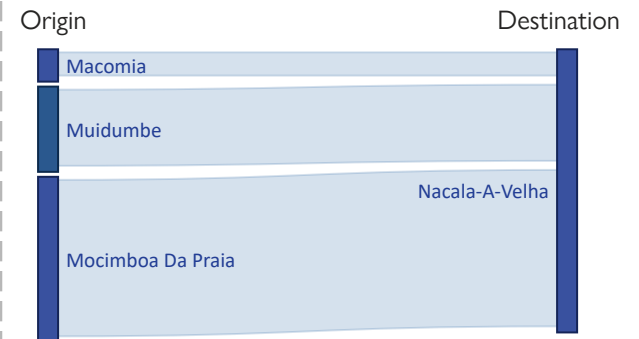 Origin
Destination
Macomia
Muidumbe
Nacala-A-Velha
Mocimboa Da Praia